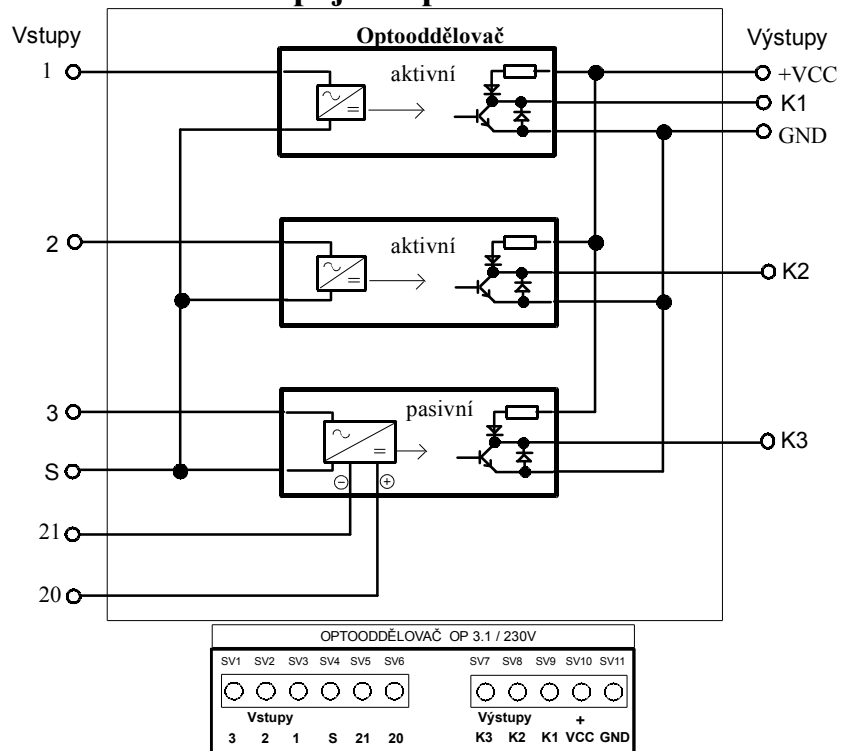 Vstupy
Optooddělovač
Výstupy
1
aktivní
+VCC
K1
GND
2
aktivní
K2
3
pasivní
K3
S
21
20
OPTOODDĚLOVAČ OP 3.1 / 230V
SV1 SV2 SV3 SV4 SV5 SV6 SV7 SV8 SV9 SV10 SV11
Vstupy Výstupy +
3 2 1 S 21 20 K3 K2 K1 VCC GND